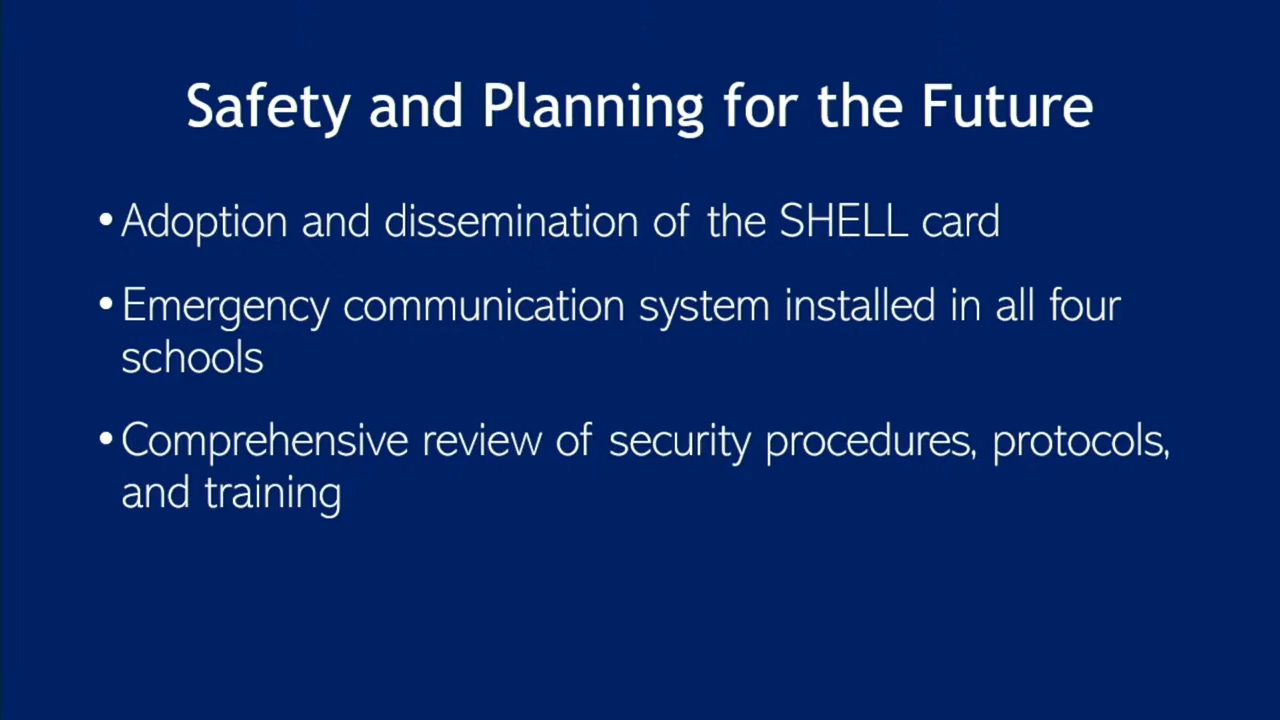 Safety and Planning for the Future
•Adoption and dissemination of the SHELL card
•Emergency communication system installed in all four
schools
•Comprehensive review of security procedures, protocols,
and training